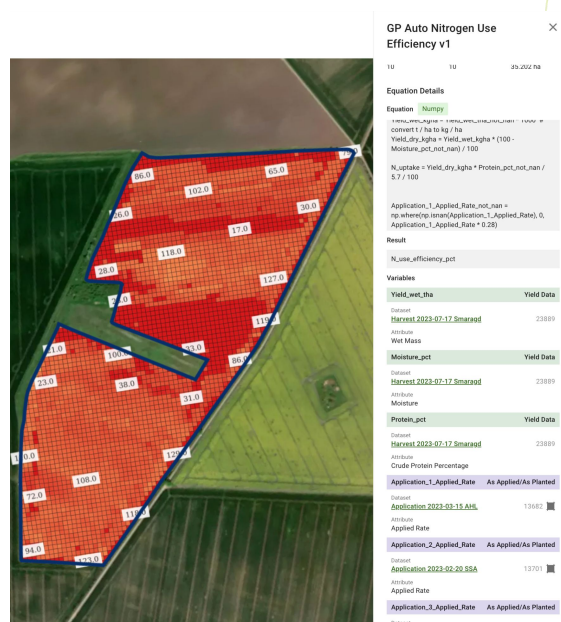 GP Auto Nitrogen Use
Efficiency v1
10 10 35.202 ha
Equation Details
Equation Numpy
convert t / ha to kg / ha
Yield_dry_kgha = Yield_wet_kgha * (100 -
Moisture_pct_not_nan) / 100
N_uptake = Yield_dry_kgha * Protein_pct_not_nan /
5.7 / 100
Application_1_Applied_Rate_not_nan =
np.where(np.isnan(Application_1_Applied_Rate), 0,
Application_1_Applied_Rate * 0.28)
Result
N_use_efficiency_pct
Variables
Yield_wet_tha Yield Data
Dataset
Harvest 2023-07-17 Smaragd 23889
Attribute
Wet Mass
Moisture_pct Yield Data
Dataset
Harvest 2023-07-17 Smaragd 23889
Attribute
Moisture
Protein_pct Yield Data
Dataset
Harvest 2023-07-17 Smaragd 23889
Attribute
Crude Protein Percentage
Application_1_Applied_Rate As Applied/As Planted
Dataset
Application 2023-03-15 AHL 13682
Attribute
Applied Rate
Application_2_Applied_Rate As Applied/As Planted
Dataset
Application 2023-02-20 SSA 13701
Attribute
Applied Rate
Application_3_Applied_Rate As Applied/As Planted
86.0
65.0
102.0
30.0
26.0
17.0
118.0
28.0
127.0
100.0
86.0
23.0
38.0
31.0
108.0
72.0
94.0